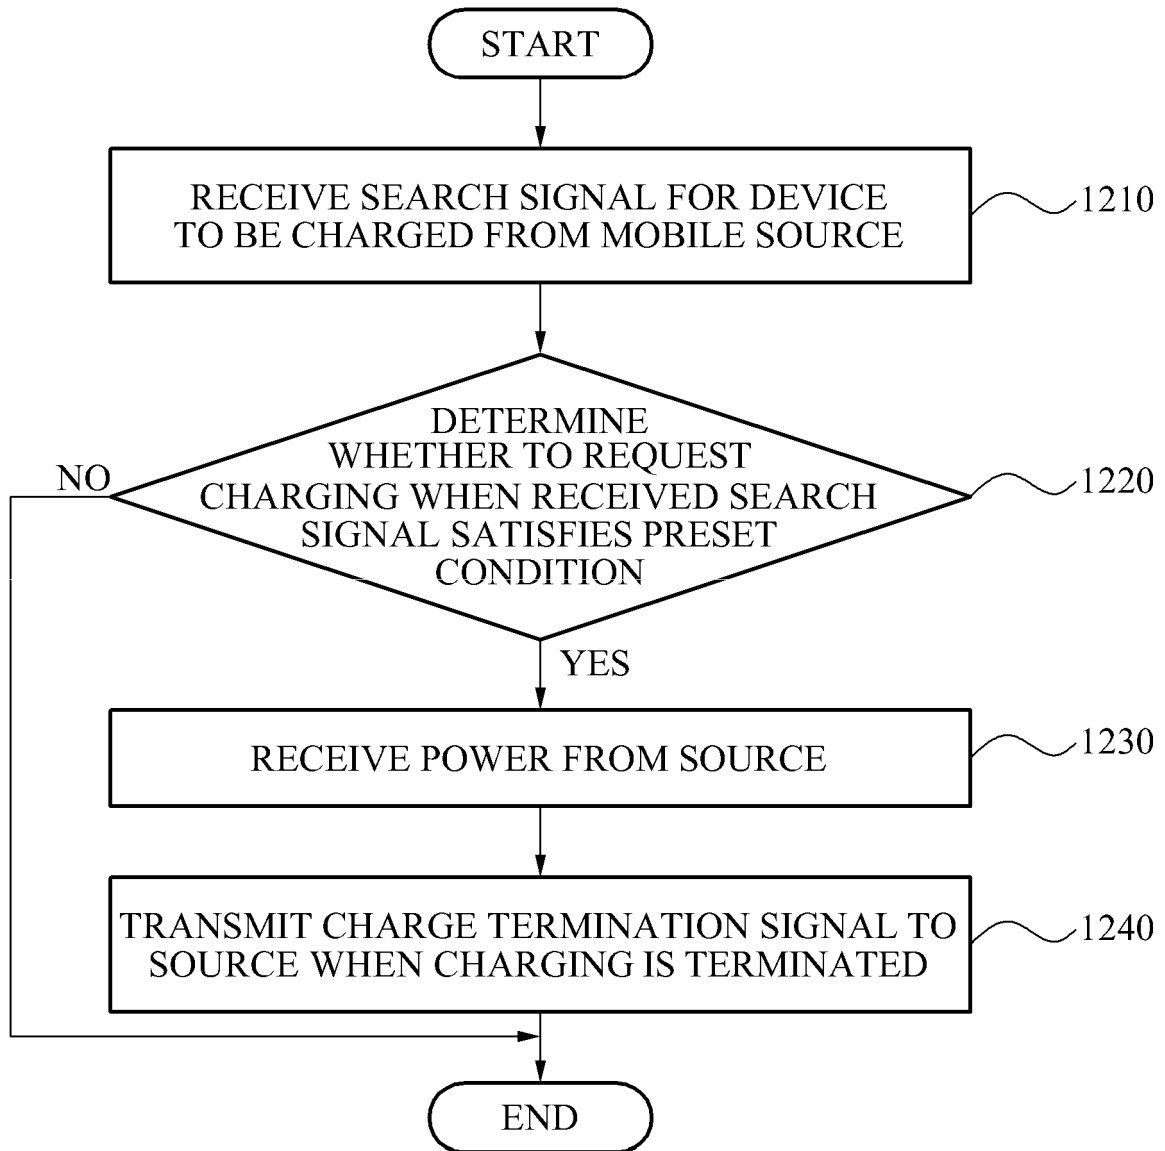 START
RECEIVE SEARCH SIGNAL FOR DEVICE
TO BE CHARGED FROM MOBILE SOURCE
1210
DETERMINE
WHETHER TO REQUEST
CHARGING WHEN RECEIVED SEARCH
SIGNAL SATISFIES PRESET
CONDITION
1220
NO
YES
RECEIVE POWER FROM SOURCE
1230
TRANSMIT CHARGE TERMINATION SIGNAL TO
SOURCE WHEN CHARGING IS TERMINATED
1240
END